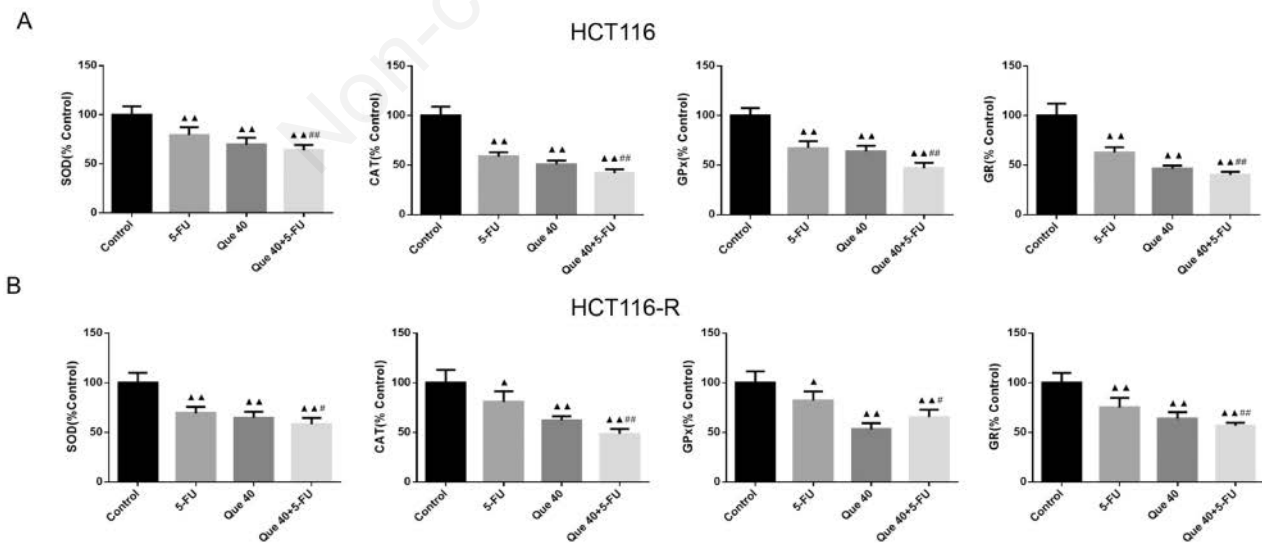 A
HCT116
150
100
50
0
SOD(% Control)
▲▲
▲▲
▲▲##
Control
5-FU
Que 40
Que 40+5-FU
150
100
50
0
CAT(% Control)
▲▲
▲▲
▲▲##
Control
5-FU
Que 40
Que 40+5-FU
150
100
50
0
GPx(% Control)
▲▲
▲▲
▲▲##
Control
5-FU
Que 40
Que 40+5-FU
150
100
50
0
GR(% Control)
▲▲
▲▲
▲▲##
Control
5-FU
Que 40
Que 40+5-FU
B
HCT116-R
150
100
50
0
SOD(%Control)
▲▲
▲▲
▲▲#
Control
5-FU
Que 40
Que 40+5-FU
150
100
50
0
CAT(% Control)
▲
▲▲
▲▲##
Control
5-FU
Que 40
Que 40+5-FU
150
100
50
0
GPx(% Control)
▲
▲▲
▲▲#
Control
5-FU
Que 40
Que 40+5-FU
150
100
50
0
GR(% Control)
▲▲
▲▲
▲▲##
Control
5-FU
Que 40
Que 40+5-FU
Non-c